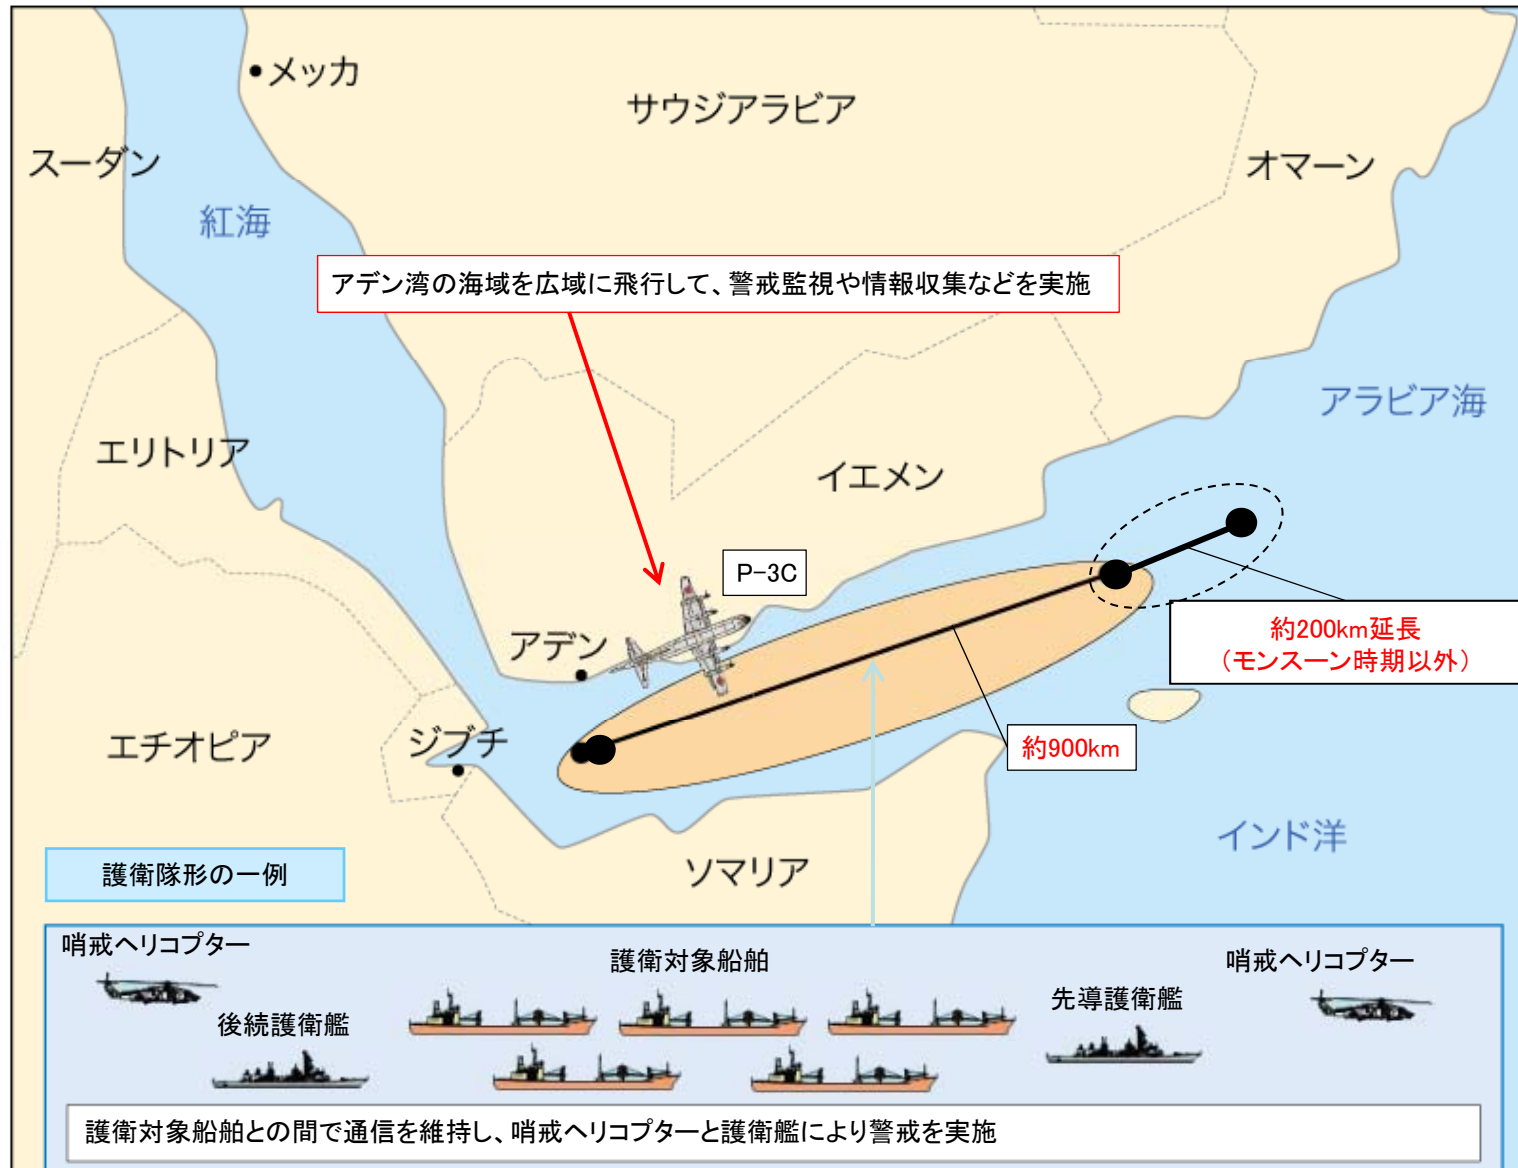 メッカ
サウジアラビア
スーダン
オマーン
紅海
アデン湾の海域を広域に飛行して、警戒監視や情報収集などを実施
アラビア海
エリトリア
イエメン
P-3C
アデン
約200km延長
（モンスーン時期以外）
エチオピア
ジブチ
約900km
インド洋
護衛隊形の一例
ソマリア
哨戒ヘリコプター
護衛対象船舶
哨戒ヘリコプター
後続護衛艦
先導護衛艦
護衛対象船舶との間で通信を維持し、哨戒ヘリコプターと護衛艦により警戒を実施